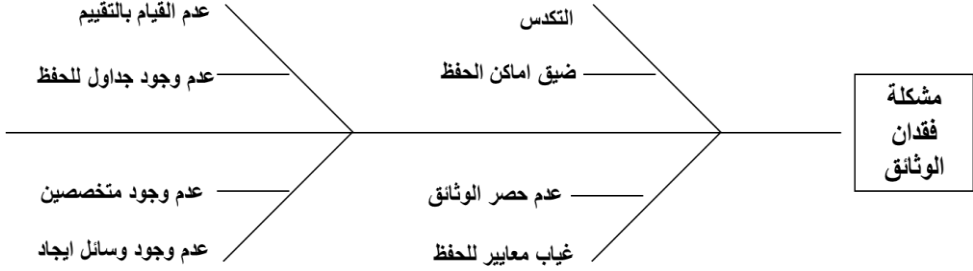 التكدس
عدم القيام بالتقييم
ضيق اماكن الحفظ
عدم وجود جداول للحفظ
مشكلة
فقدان
الوثائق
عدم حصر الوثائق
عدم وجود متخصصين
غياب معايير للحفظ
عدم وجود وسائل ايجاد